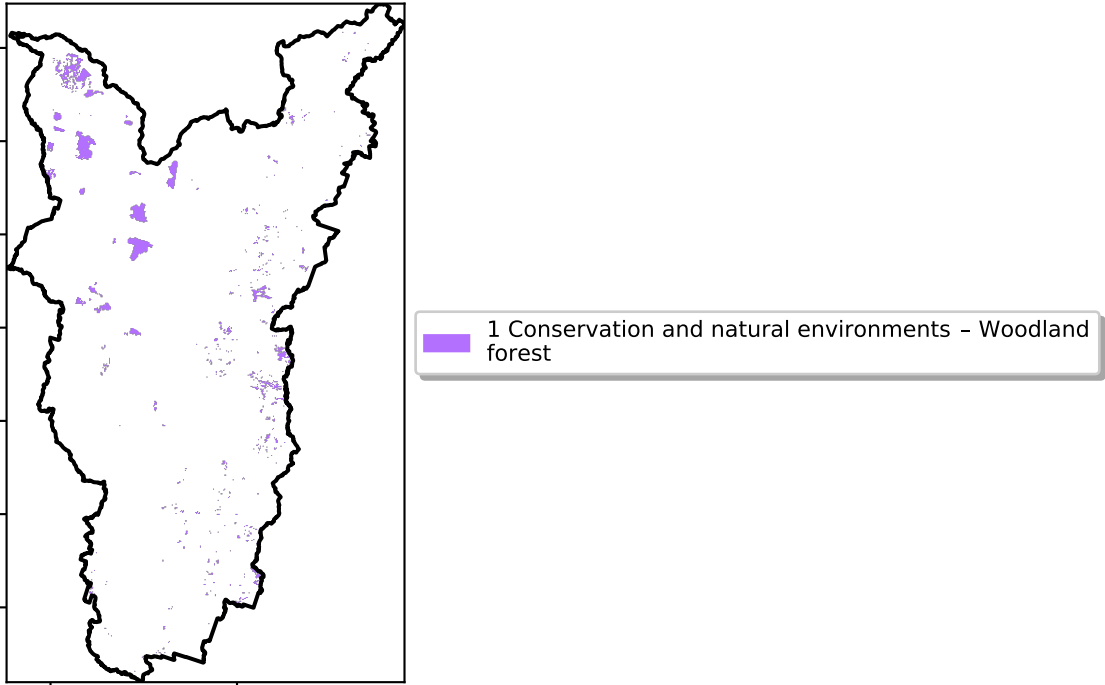 1 Conservation and natural environments – Woodland
forest